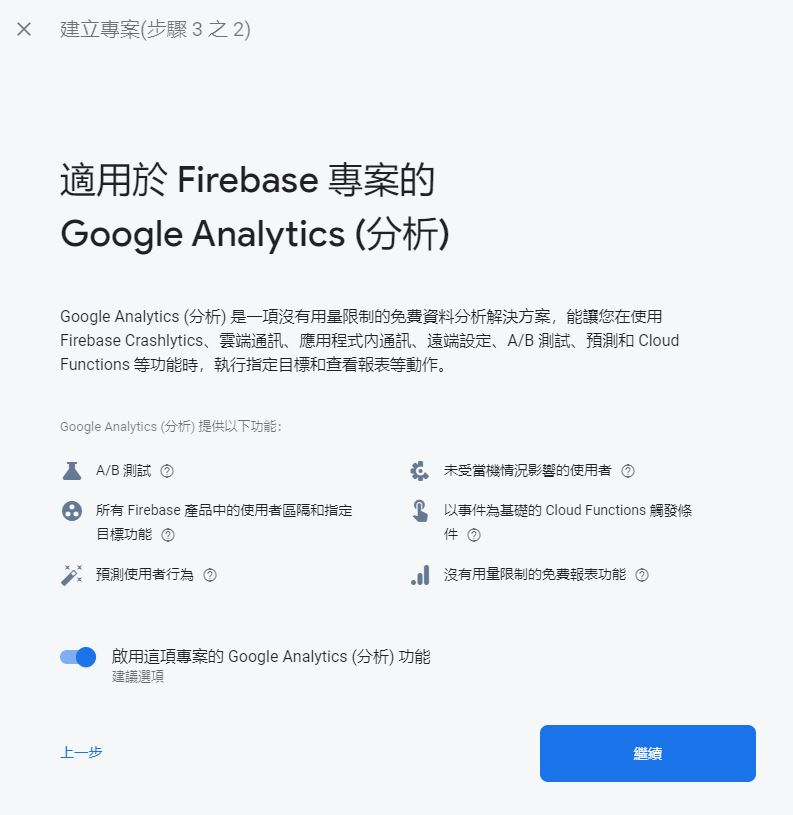 建立專案(步驟 3 之 2)
適用於 Firebase 專案的
Google Analytics (分析)
Google Analytics (分析) 是一項沒有用量限制的免費資料分析解決方案，能讓您在使用
Firebase Crashlytics、雲端通訊、應用程式內通訊、遠端設定、A/B 測試、預測和 Cloud
Functions 等功能時，執行指定目標和查看報表等動作。
Google Analytics (分析) 提供以下功能：
A/B 測試
未受當機情況影響的使用者
所有 Firebase 產品中的使用者區隔和指定
目標功能
以事件為基礎的 Cloud Functions 觸發條
件
預測使用者行為
沒有用量限制的免費報表功能
啟用這項專案的 Google Analytics (分析) 功能
建議選項
上一步
繼續